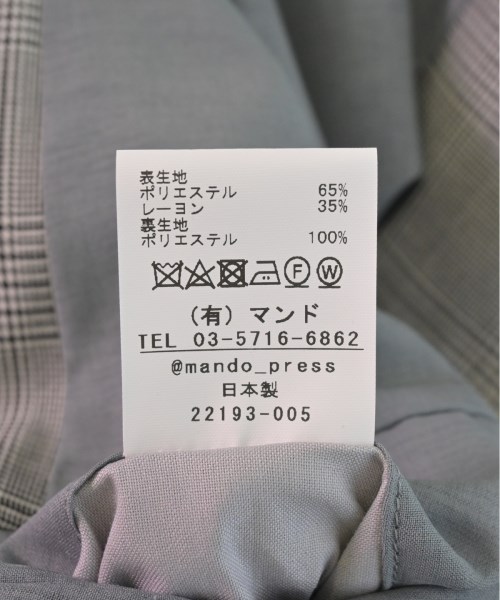 表生地
ポリエステル 65%
レーヨン 35%
裏生地
ポリエステル 100%
F W
(有)マンド
TEL 03-5716-6862
@mando_press
日本製
22193-005